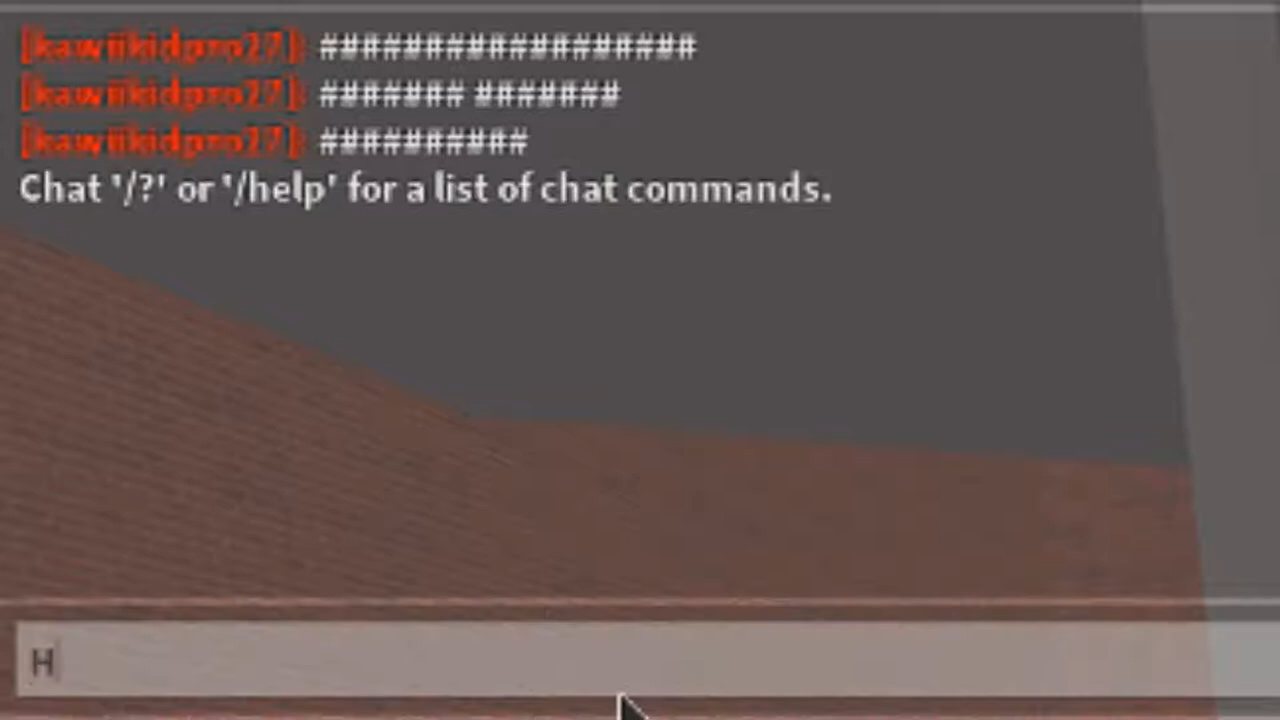 [kawiikidpro27]: ##################
[kawiikidpro27]: ####### #######
[kawiikidpro27]: ##########
Chat '/?' or '/help' for a list of chat commands.
H